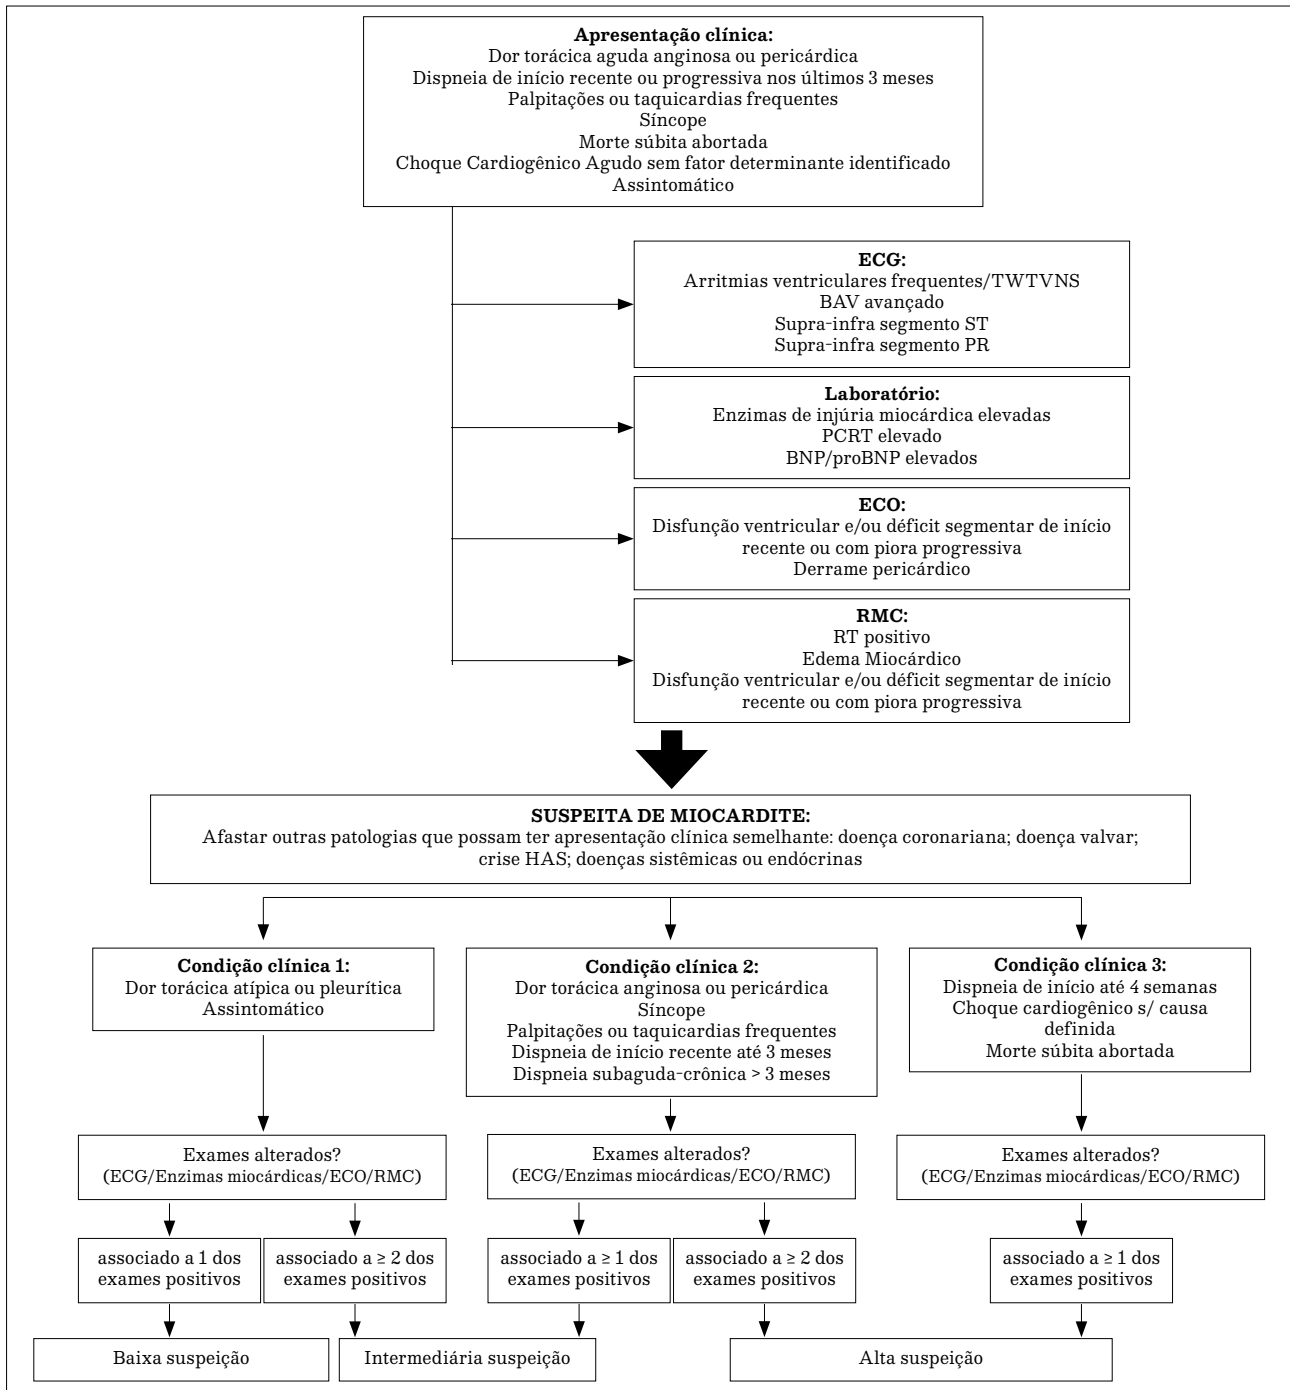 Apresentação clínica:
Dor torácica aguda anginosa ou pericárdica
Dispneia de início recente ou progressiva nos últimos 3 meses
Palpitações ou taquicardias frequentes
Síncope
Morte súbita abortada
Choque Cardiogênico Agudo sem fator determinante identificado
Assintomático
ECG:
Arritmias ventriculares frequentes/TWTVNS
BAV avançado
Supra-infra segmento ST
Supra-infra segmento PR
Laboratório:
Enzimas de injúria miocárdica elevadas
PCRT elevado
BNP/proBNP elevados
ECO:
Disfunção ventricular e/ou déficit segmentar de início
recente ou com piora progressiva
Derrame pericárdico
RMC:
RT positivo
Edema Miocárdico
Disfunção ventricular e/ou déficit segmentar de início
recente ou com piora progressiva
SUSPEITA DE MIOCARDITE:
Afastar outras patologias que possam ter apresentação clínica semelhante: doença coronariana; doença valvar;
crise HAS; doenças sistêmicas ou endócrinas
Condição clínica 1:
Dor torácica atípica ou pleurítica
Assintomático
Condição clínica 2:
Dor torácica anginosa ou pericárdica
Síncope
Palpitações ou taquicardias frequentes
Dispneia de início recente até 3 meses
Dispneia subaguda-crônica > 3 meses
Condição clínica 3:
Dispneia de início até 4 semanas
Choque cardiogênico s/ causa
definida
Morte súbita abortada
Exames alterados?
(ECG/Enzimas miocárdicas/ECO/RMC)
Exames alterados?
(ECG/Enzimas miocárdicas/ECO/RMC)
Exames alterados?
(ECG/Enzimas miocárdicas/ECO/RMC)
associado a 1 dos
exames positivos
associado a ≥ 2 dos
exames positivos
associado a ≥ 1 dos
exames positivos
associado a ≥ 2 dos
exames positivos
associado a ≥ 1 dos
exames positivos
Baixa suspeição
Intermediária suspeição
Alta suspeição